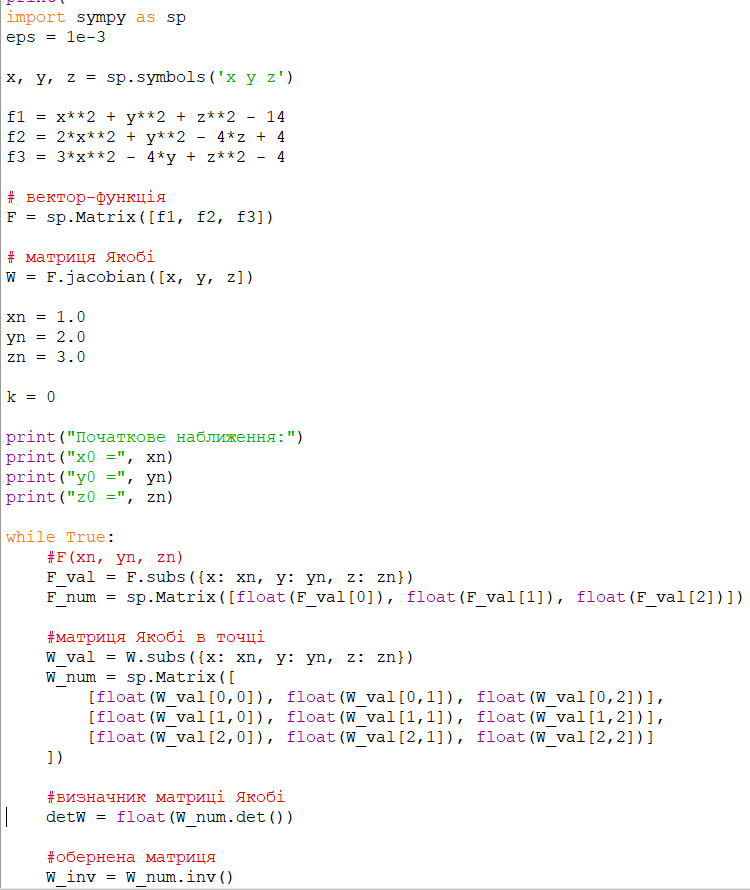 print(
import sympy as sp
eps = 1e-3
x, y, z = sp.symbols('x y z')
f1 = x**2 + y**2 + z**2 - 14
f2 = 2*x**2 + y**2 - 4*z + 4
f3 = 3*x**2 - 4*y + z**2 - 4
# вектор-функція
F = sp.Matrix([f1, f2, f3])
# матриця Якобі
W = F.jacobian([x, y, z])
xn = 1.0
yn = 2.0
zn = 3.0
k = 0
print("Початкове наближення:")
print("x0 =", xn)
print("y0 =", yn)
print("z0 =", zn)
while True:
    #F(xn, yn, zn)
    F_val = F.subs({x: xn, y: yn, z: zn})
    F_num = sp.Matrix([float(F_val[0]), float(F_val[1]), float(F_val[2])])
    #матриця Якобі в точці
    W_val = W.subs({x: xn, y: yn, z: zn})
    W_num = sp.Matrix([
        [float(W_val[0,0]), float(W_val[0,1]), float(W_val[0,2])],
        [float(W_val[1,0]), float(W_val[1,1]), float(W_val[1,2])],
        [float(W_val[2,0]), float(W_val[2,1]), float(W_val[2,2])]
    ])
    #визначник матриці Якобі
    detW = float(W_num.det())
    #обернена матриця
    W_inv = W_num.inv()